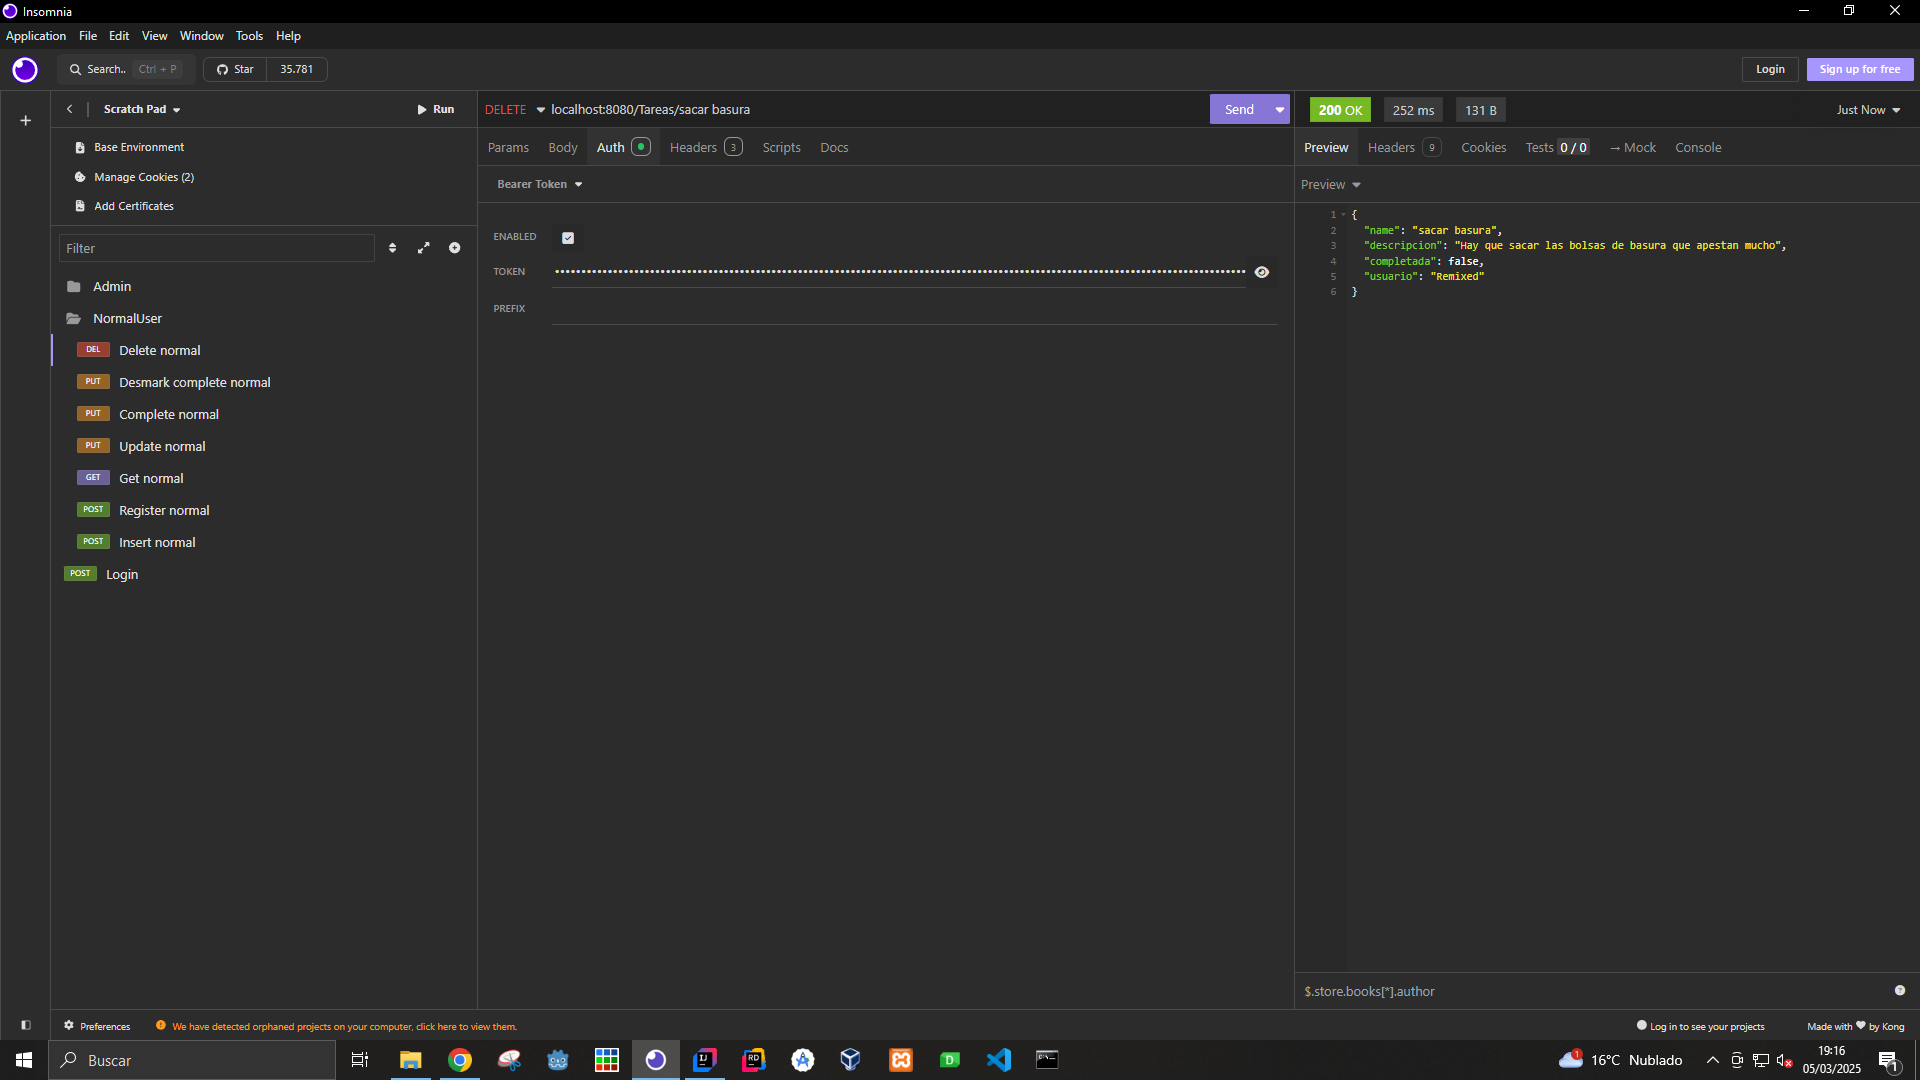 Insomnia
Application File Edit View Window Tools Help
Search.. Ctrl + P Star 35.781 Login Sign up for free
Scratch Pad Run
DELETE localhost:8080/Tareas/sacar basura Send
200 OK 252 ms 131 B Just Now
Base Environment
Manage Cookies (2)
Add Certificates
Params Body Auth Headers 3 Scripts Docs
Preview Headers 9 Cookies Tests 0 / 0 → Mock Console
Bearer Token
Preview
ENABLED
TOKEN ••••••••••••••••••••••••••••••••••••••••
PREFIX
1 {
2 "name": "sacar basura",
3 "descripcion": "Hay que sacar las bolsas de basura que apestan mucho",
4 "completada": false,
5 "usuario": "Remixed"
6 }
Filter
Admin
NormalUser
DEL Delete normal
PUT Desmark complete normal
PUT Complete normal
PUT Update normal
GET Get normal
POST Register normal
POST Insert normal
POST Login
$.store.books[*].author
Preferences We have detected orphaned projects on your computer, click here to view them. Log in to see your projects Made with ❤ by Kong
Buscar
IJ
RD
D
1
16°C Nublado
19:16
05/03/2025
1